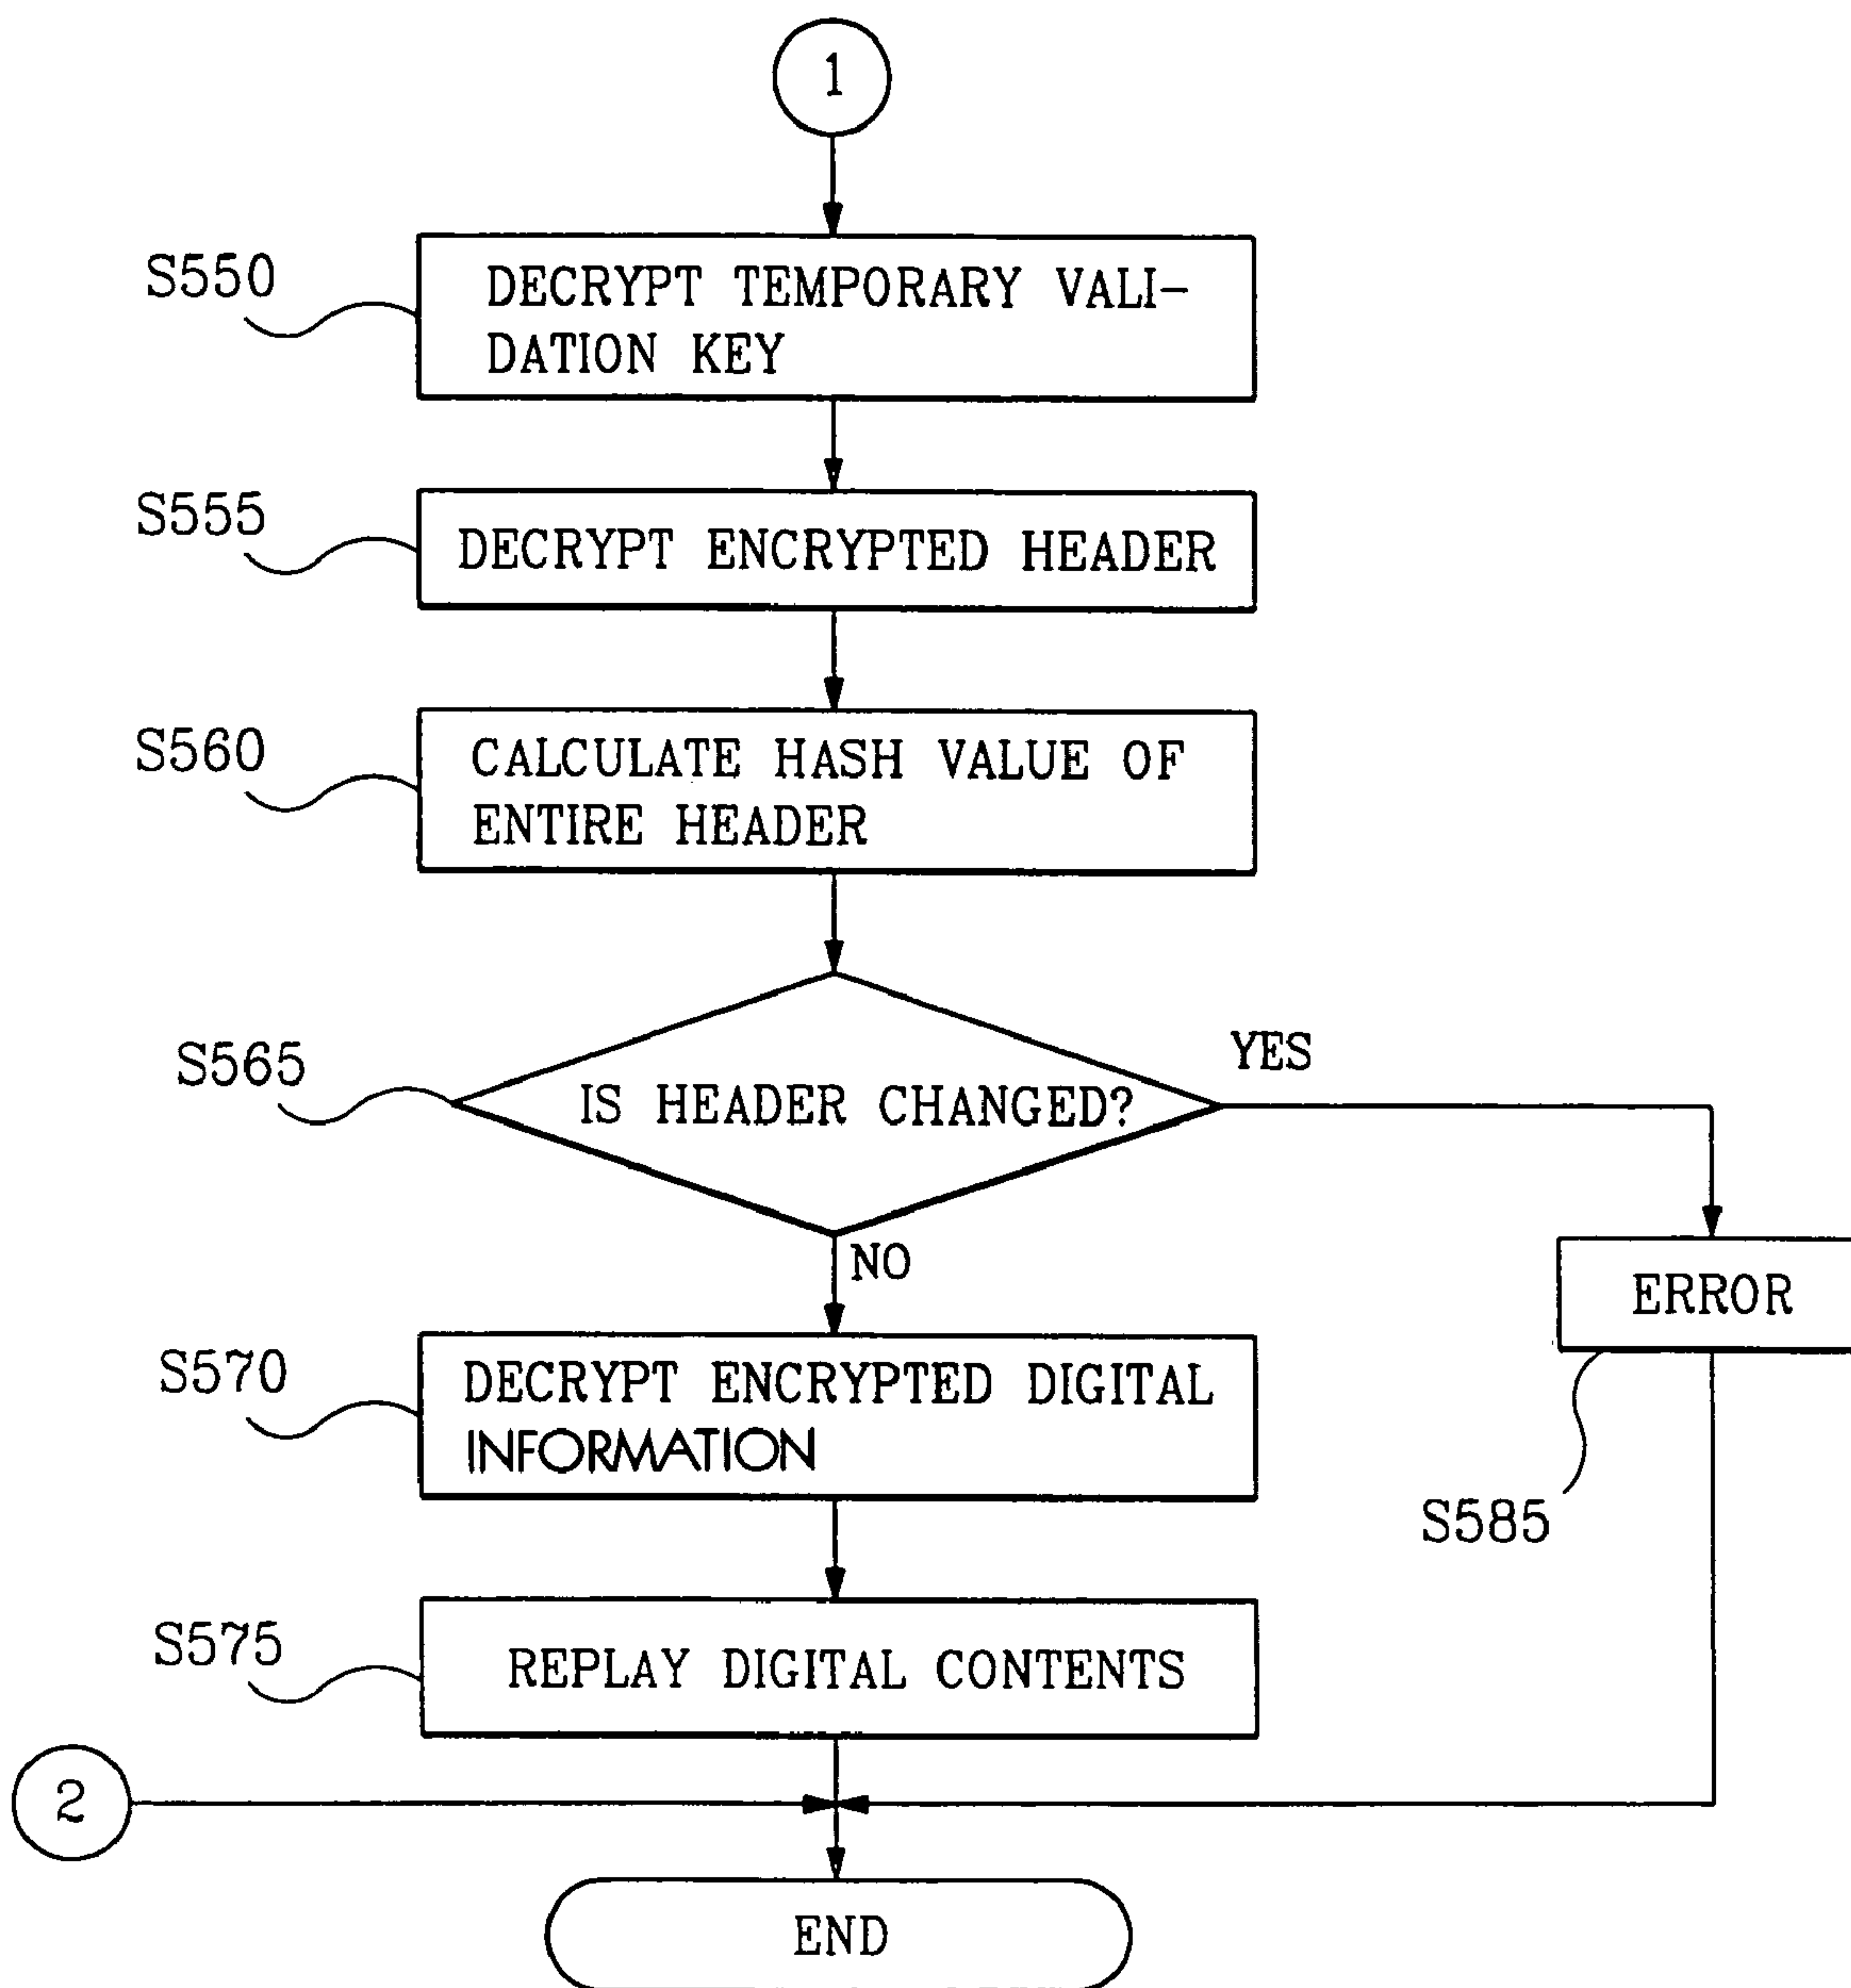 1
S550
DECRYPT TEMPORARY VALI-
DATION KEY
S555
DECRYPT ENCRYPTED HEADER
S560
CALCULATE HASH VALUE OF
ENTIRE HEADER
S565
IS HEADER CHANGED?
YES
NO
ERROR
S570
DECRYPT ENCRYPTED DIGITAL
INFORMATION
S585
S575
REPLAY DIGITAL CONTENTS
2
END